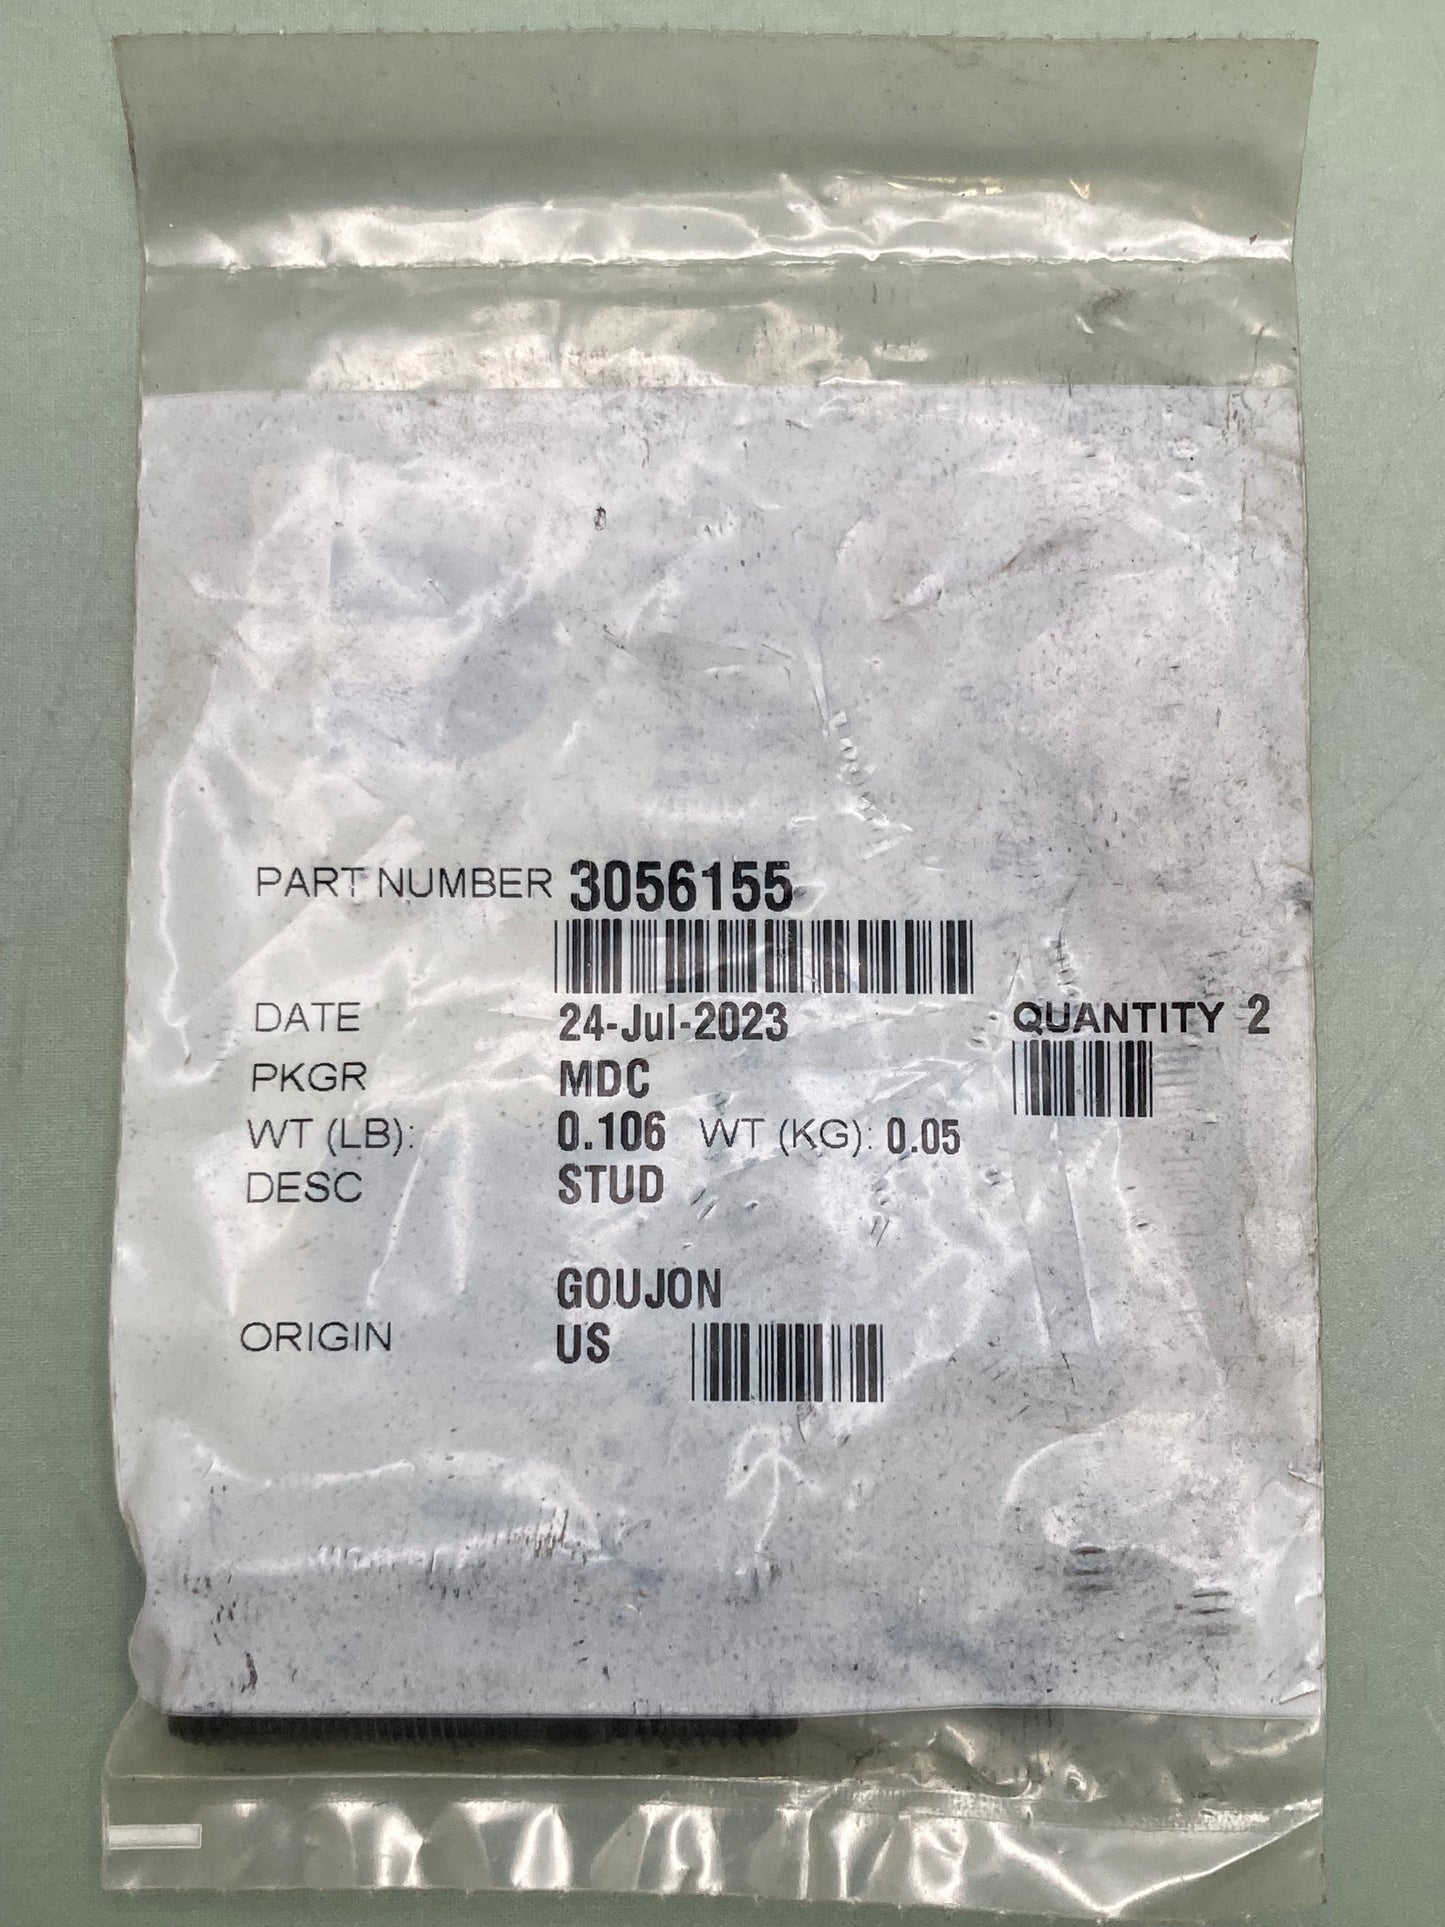 PART NUMBER 3056155
DATE 24-Jul-2023 QUANTITY 2
PKGR MDC
WT (LB): 0.106 WT (KG): 0.05
DESC STUD
GOUJON
ORIGIN US